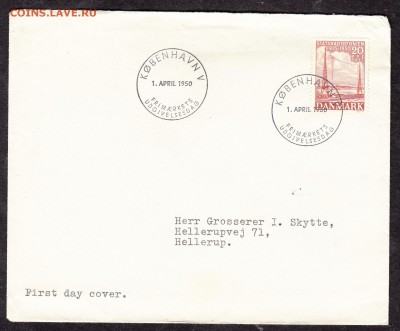 COINS.LAVE.RU
KØBENHAVN V
1. APRIL 1950
FRIMÆRKETS
UDGIVELSESDAG
20
DANMARK
KØBENHAVN
1. APRIL 1950
FRIMÆRKETS
UDGIVELSESDAG
Herr Grosserer I. Skytte,
Hellerupvej 71,
Hellerup.
First day cover.